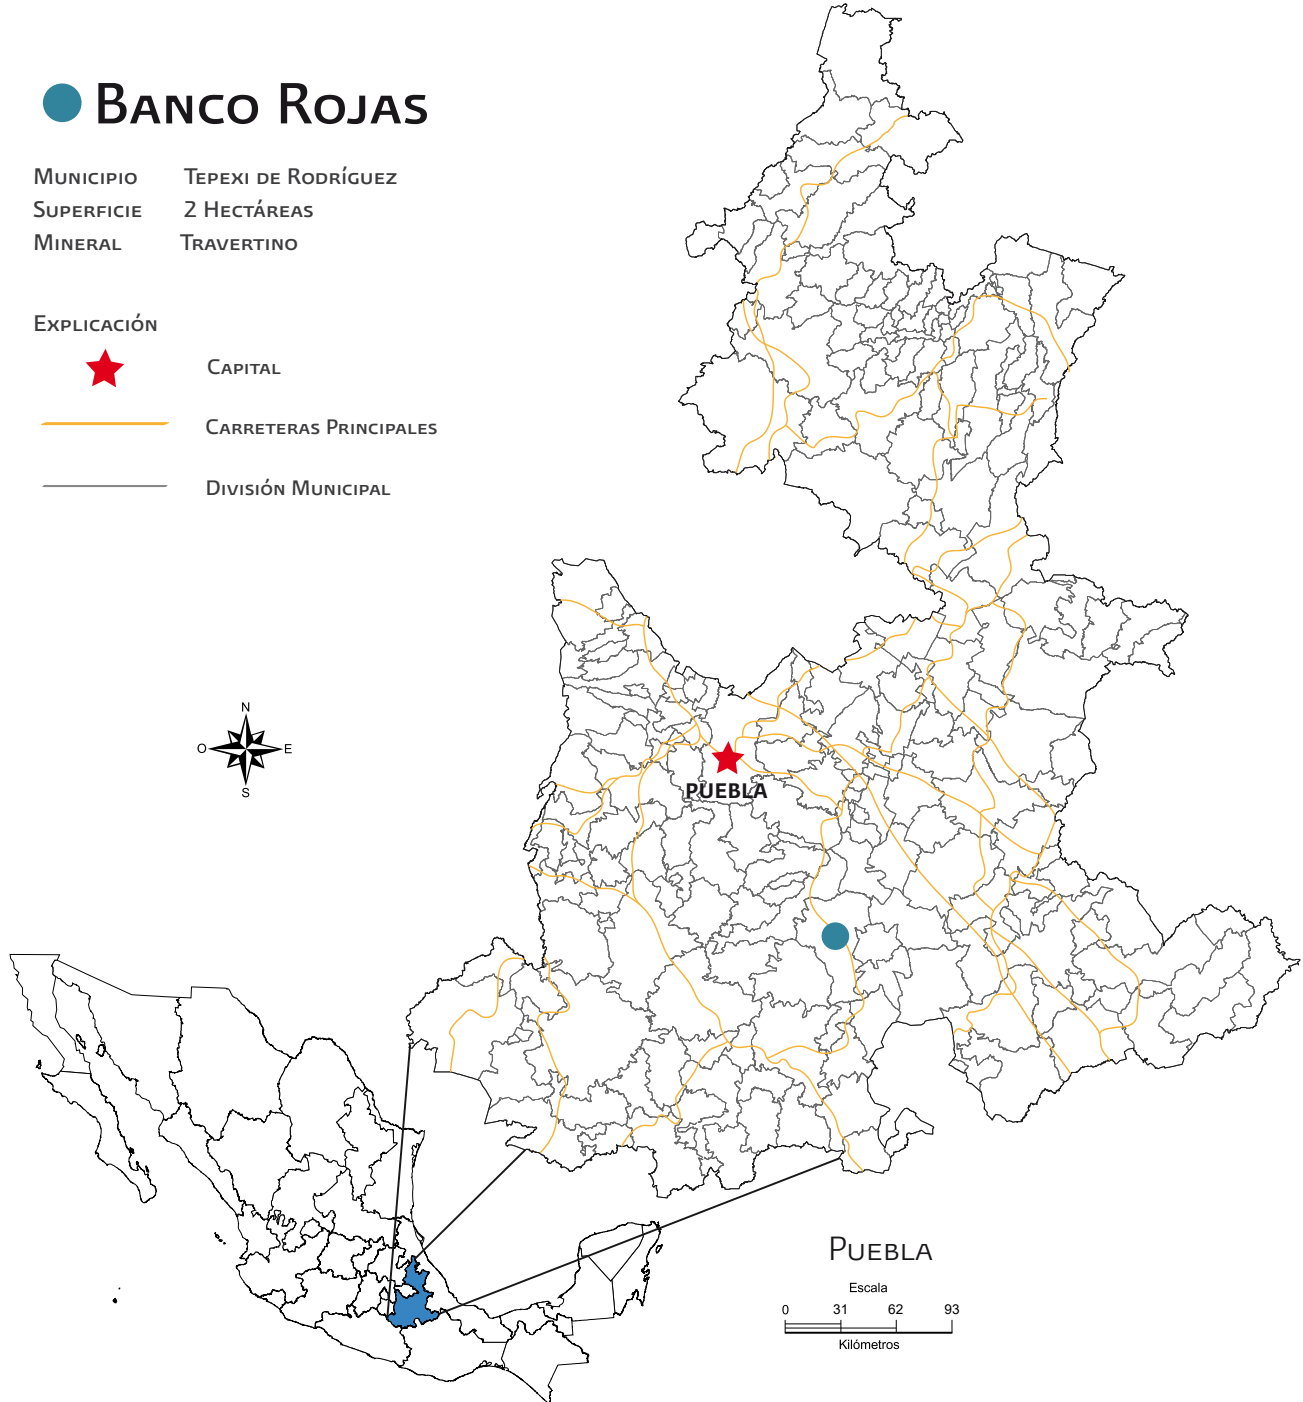 Banco Rojas
Municipio Tepexi de Rodríguez
Superficie 2 Hectáreas
Mineral Travertino
Explicación
Capital
Carreteras Principales
División Municipal
N
O E
S
PUEBLA
Puebla
Escala
0 31 62 93
Kilómetros